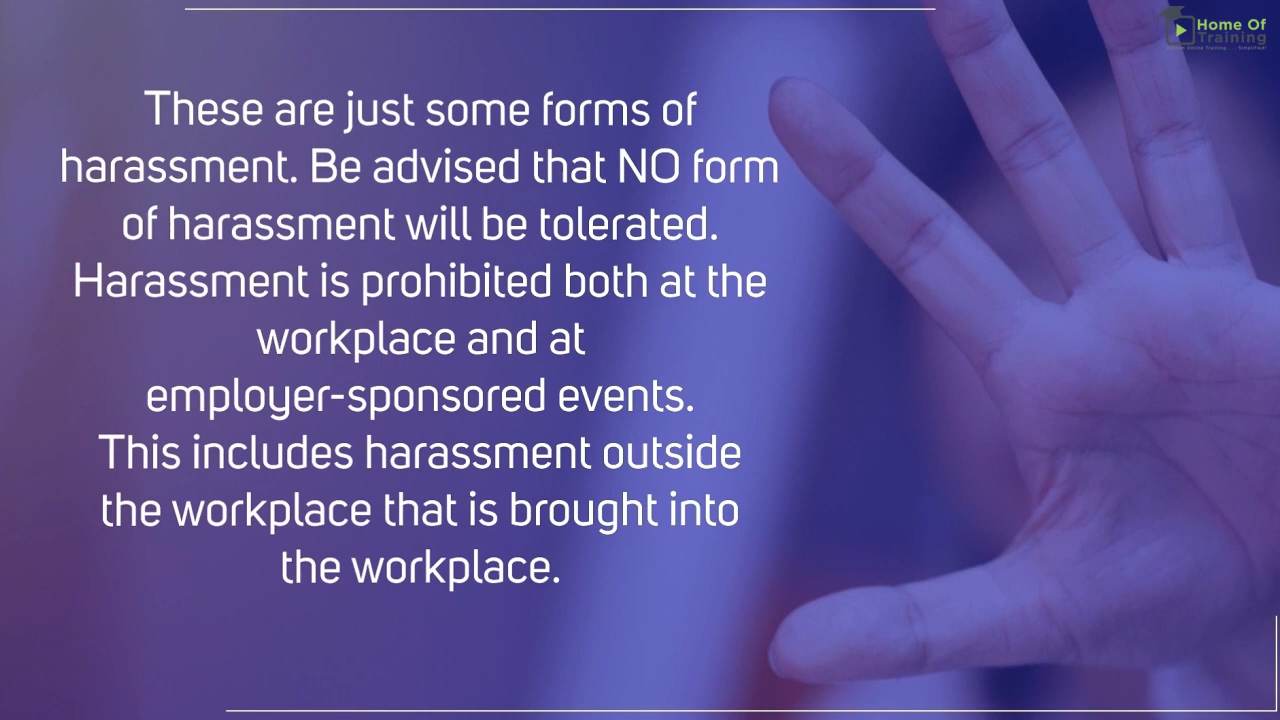 Home Of
Training
These are just some forms of
harassment. Be advised that NO form
of harassment will be tolerated.
Harassment is prohibited both at the
workplace and at
employer-sponsored events.
This includes harassment outside
the workplace that is brought into
the workplace.